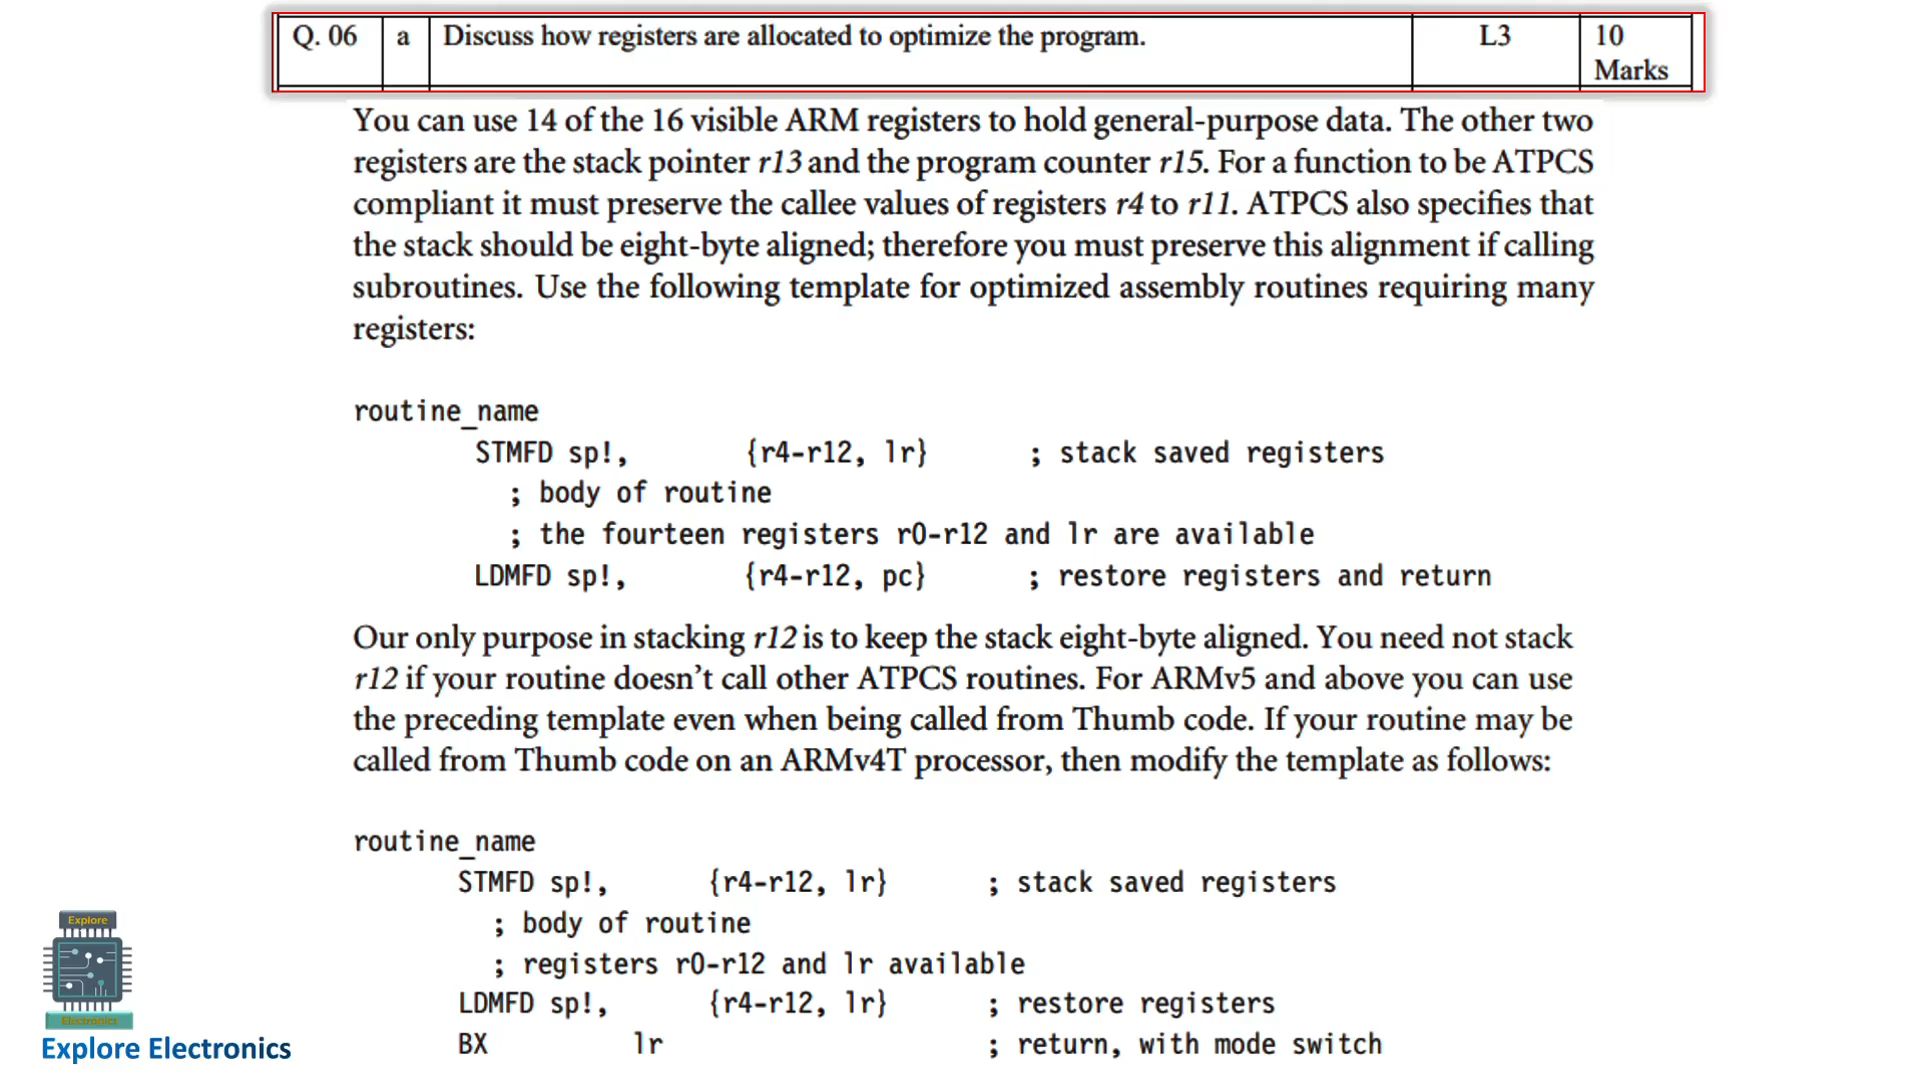 Q. 06 a Discuss how registers are allocated to optimize the program. L3 10 Marks
You can use 14 of the 16 visible ARM registers to hold general-purpose data. The other two
registers are the stack pointer r13 and the program counter r15. For a function to be ATPCS
compliant it must preserve the callee values of registers r4 to r11. ATPCS also specifies that
the stack should be eight-byte aligned; therefore you must preserve this alignment if calling
subroutines. Use the following template for optimized assembly routines requiring many
registers:
routine_name
STMFD sp!, {r4-r12, lr} ; stack saved registers
; body of routine
; the fourteen registers r0-r12 and lr are available
LDMFD sp!, {r4-r12, pc} ; restore registers and return
Our only purpose in stacking r12 is to keep the stack eight-byte aligned. You need not stack
r12 if your routine doesn't call other ATPCS routines. For ARMv5 and above you can use
the preceding template even when being called from Thumb code. If your routine may be
called from Thumb code on an ARMv4T processor, then modify the template as follows:
routine_name
STMFD sp!, {r4-r12, lr} ; stack saved registers
; body of routine
; registers r0-r12 and lr available
LDMFD sp!, {r4-r12, lr} ; restore registers
BX lr ; return, with mode switch
Explore
Electronics
Explore Electronics